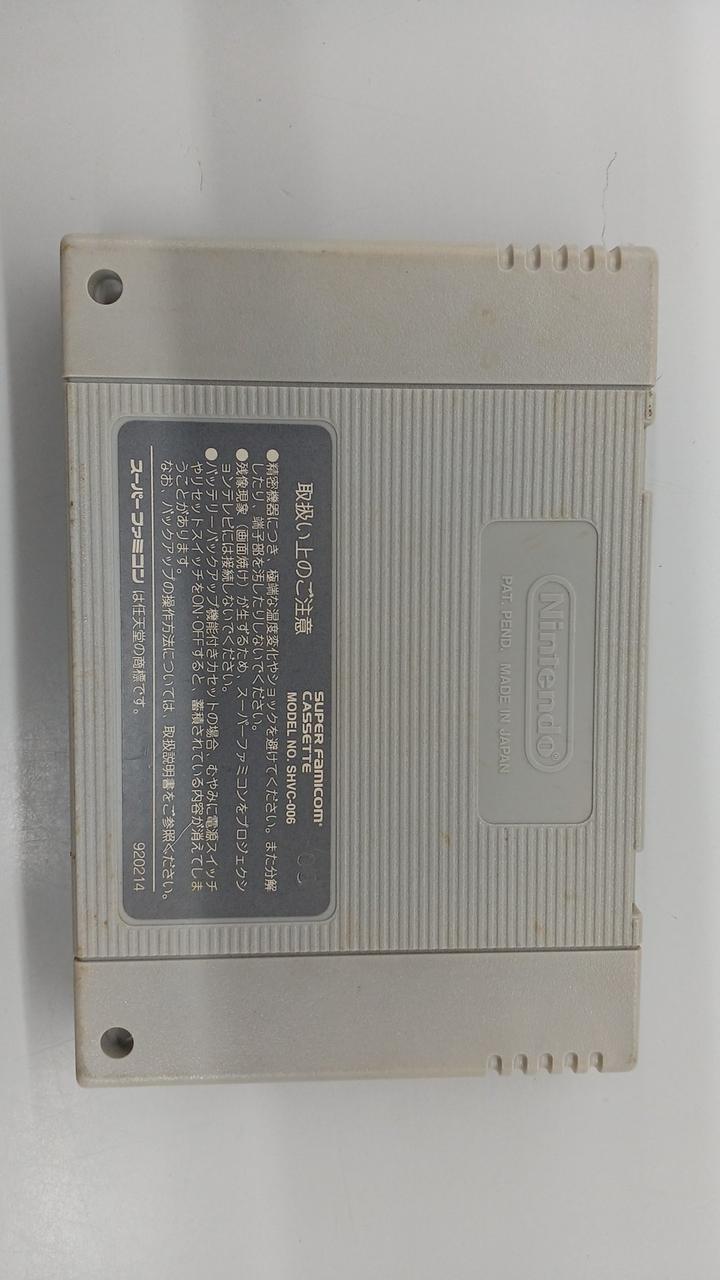 Nintendo®
PAT. PEND. MADE IN JAPAN
取扱い上のご注意
SUPER FAMICOM®
CASSETTE
MODEL NO. SHVC-006
●精密機器につき、極端な温度変化やショックを避けてください。また分解
したり、端子部を汚したりしないでください。
●残像現象（画面焼け）が生ずるため、スーパーファミコンをプロジェクシ
ョンテレビには接続しないでください。
●バッテリーバックアップ機能付きカセットの場合、むやみに電源スイッチ
やリセットスイッチをON・OFFすると、蓄積されている内容が消えてしま
うことがあります。
なお、バックアップの操作方法については、取扱説明書をご参照ください。
スーパーファミコン は任天堂の商標です。 920214